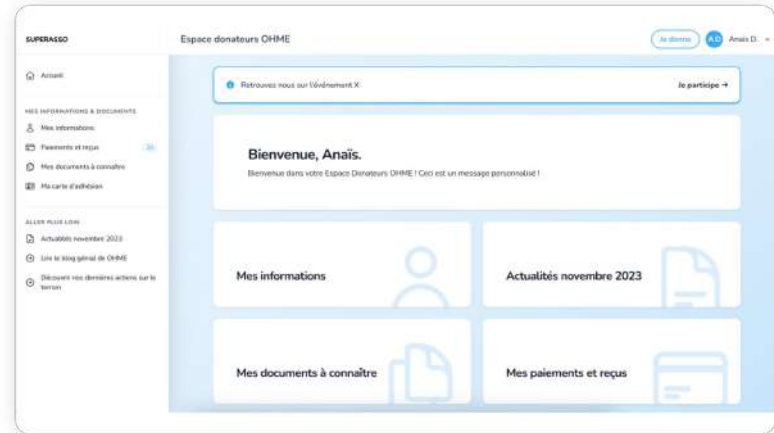 SUPERASSO
Espace donateurs OHME
Je donne
AD
Anaïs D.
Accueil
MES INFORMATIONS & DOCUMENTS
Mes informations
Paiements et reçus
Mes documents à connaître
Ma carte d'adhésion
ALLER PLUS LOIN
Actualités novembre 2023
Lire le blog génial de OHME
Découvrir nos dernières actions sur le
terrain
Retrouvez nous sur l'événement X
Je participe →
Bienvenue, Anaïs.
Bienvenue dans votre Espace Donateurs OHME ! Ceci est un message personnalisé !
Mes informations
Actualités novembre 2023
Mes documents à connaître
Mes paiements et reçus